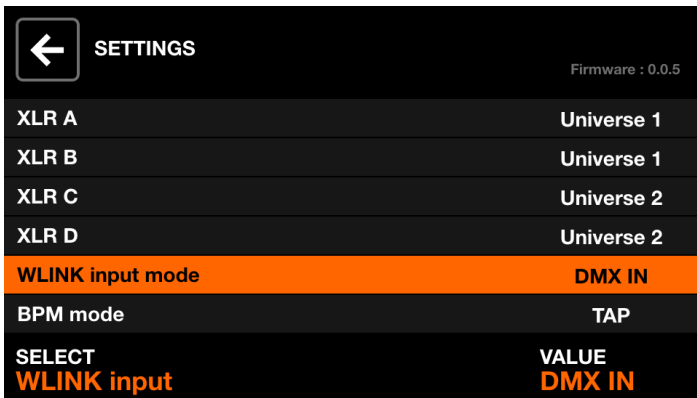 SETTINGS
Firmware : 0.0.5
XLR A Universe 1
XLR B Universe 1
XLR C Universe 2
XLR D Universe 2
WLINK input mode DMX IN
BPM mode TAP
SELECT VALUE
WLINK input DMX IN